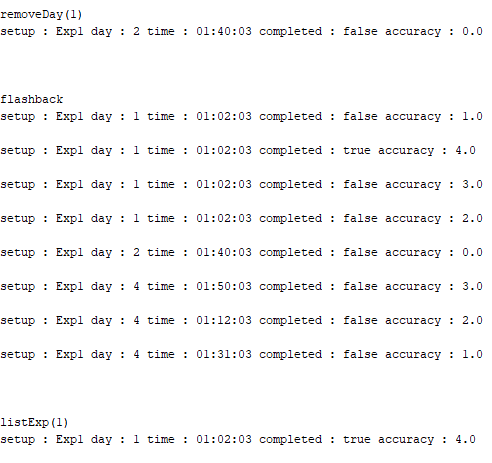 removeDay(1)
setup : Exp1 day : 2 time : 01:40:03 completed : false accuracy : 0.0
flashback
setup : Exp1 day : 1 time : 01:02:03 completed : false accuracy : 1.0
setup : Exp1 day : 1 time : 01:02:03 completed : true accuracy : 4.0
setup : Exp1 day : 1 time : 01:02:03 completed : false accuracy : 3.0
setup : Exp1 day : 1 time : 01:02:03 completed : false accuracy : 2.0
setup : Exp1 day : 2 time : 01:40:03 completed : false accuracy : 0.0
setup : Exp1 day : 4 time : 01:50:03 completed : false accuracy : 3.0
setup : Exp1 day : 4 time : 01:12:03 completed : false accuracy : 2.0
setup : Exp1 day : 4 time : 01:31:03 completed : false accuracy : 1.0
listExp(1)
setup : Exp1 day : 1 time : 01:02:03 completed : true accuracy : 4.0